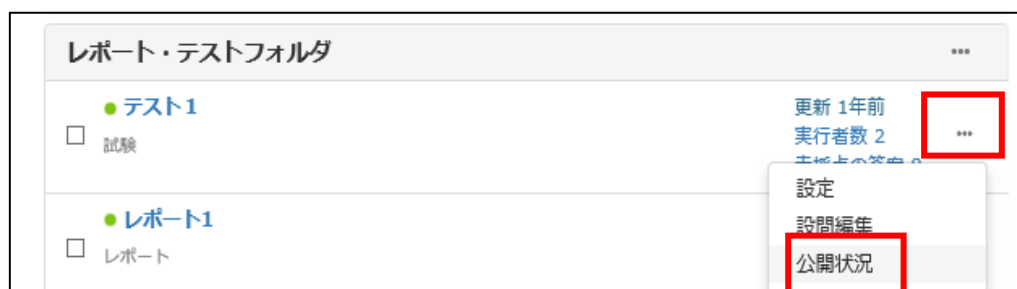 レポート・テストフォルダ
テスト1
試験
更新 1年前
実行者数 2
設定
設問編集
公開状況
レポート1
レポート